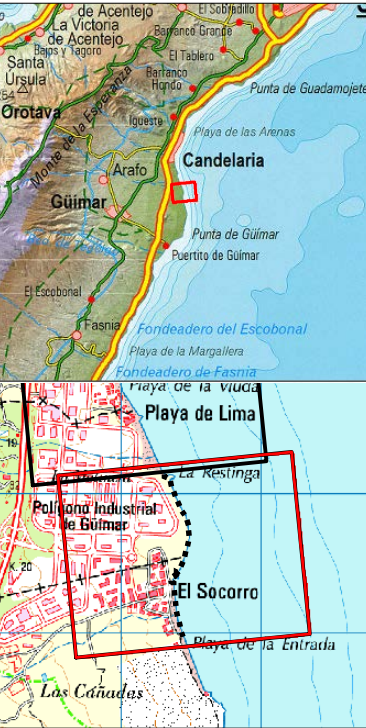 de Acentejo
El Sobradillo
La Victoria
de Acentejo
Barranco Grande
Bajos y Tagoro
El Tablero
Santa
Úrsula
Barranco
Hondo
Punta de Guadamojete
Orotava
Monte de la Esperanza
Igueste
Playa de las Arenas
Candelaria
Arafo
Güímar
Punta de Güímar
Puertito de Güímar
El Escobonal
Fasnia
Fondeadero del Escobonal
Playa de la Margallera
Fondeadero de Fasnia
Playa de la Viuda
Playa de Lima
La Restinga
Polígono Industrial
de Güímar
K. 20
El Socorro
Playa de la Entrada
Las Cañadas